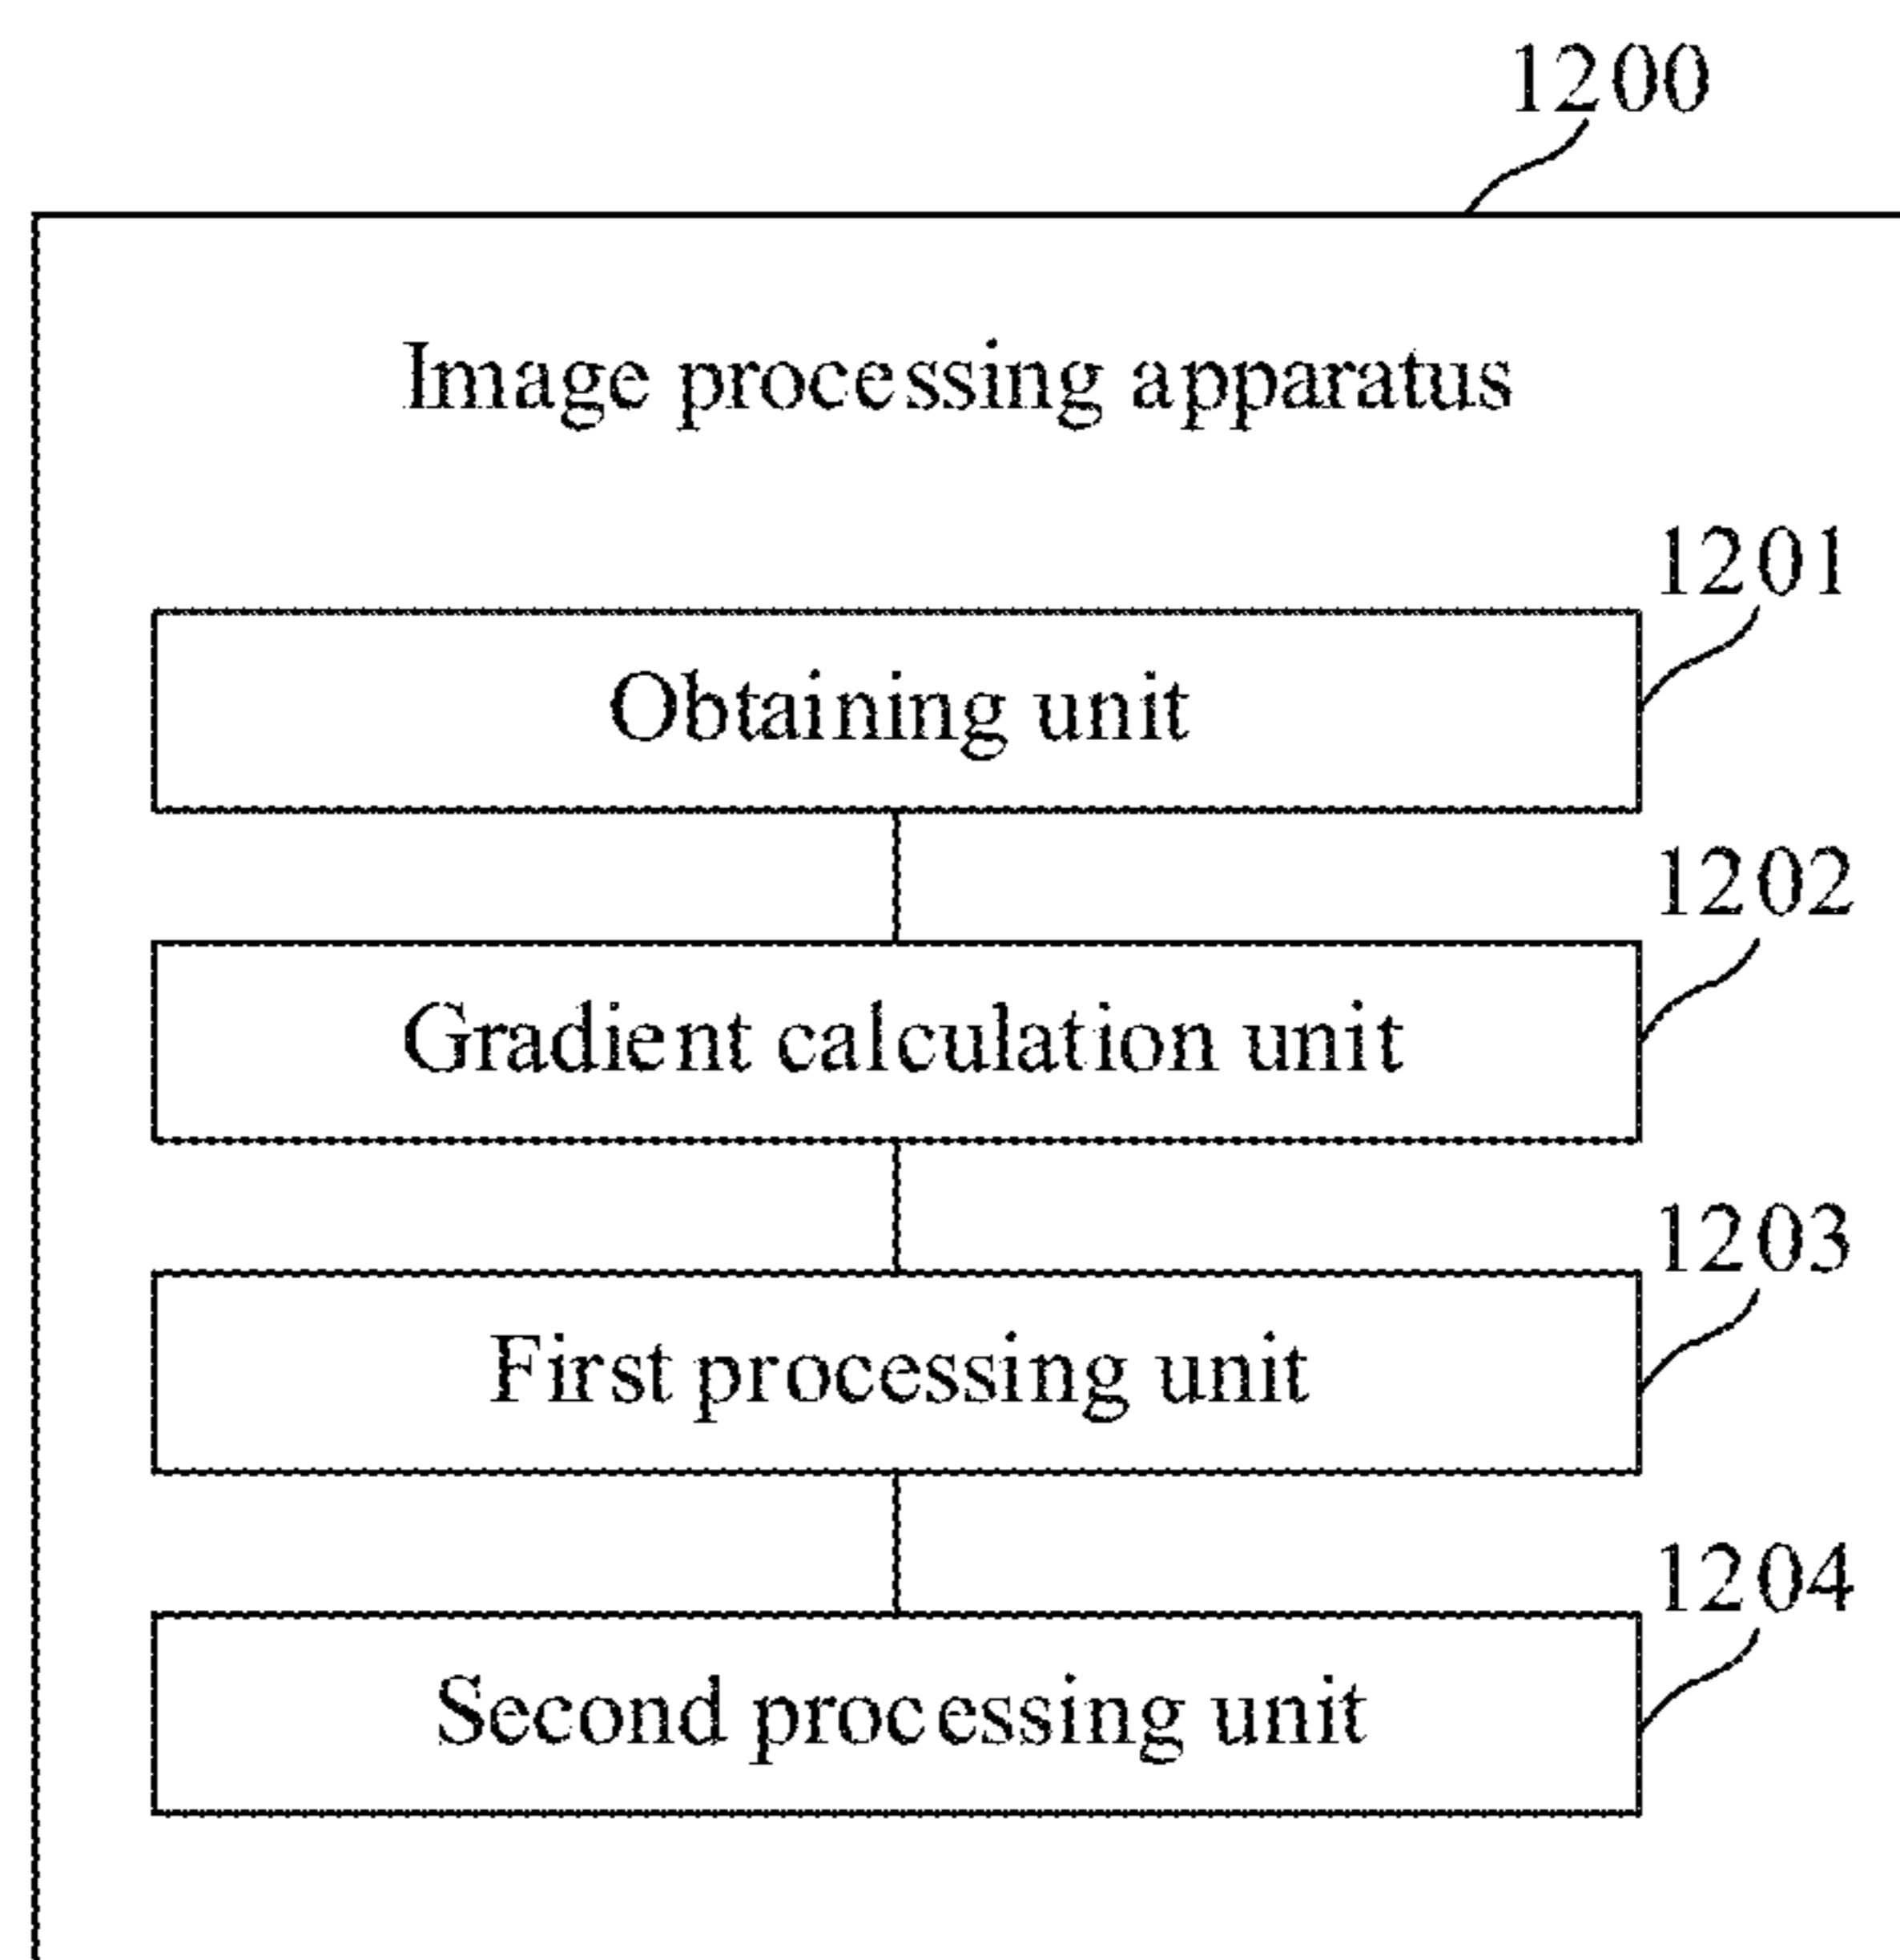 1200
Image processing apparatus
1201
Obtaining unit
1202
Gradient calculation unit
1203
First processing unit
1204
Second processing unit